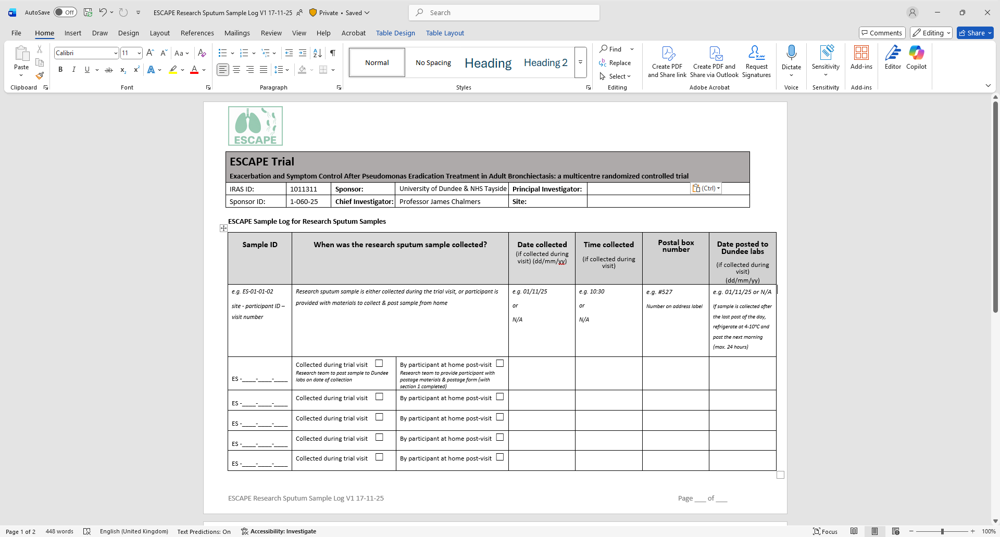 AutoSave Off ESCAPE Research Sputum Sample Log V1 17-11-25 Private • Saved Search
File Home Insert Draw Design Layout References Mailings Review View Help Acrobat Table Design Table Layout Comments Editing Share
Paste
Clipboard
Calibri 11
Font
Paragraph
Normal No Spacing Heading Heading 2
Styles
Find
Replace
Select
Editing
Create PDF and Share link
Create PDF and Share via Outlook
Request Signatures
Adobe Acrobat
Dictate
Voice
Sensitivity
Sensitivity
Add-ins
Add-ins
Editor
Copilot
ESCAPE
ESCAPE Trial
Exacerbation and Symptom Control After Pseudomonas Eradication Treatment in Adult Bronchiectasis: a multicentre randomized controlled trial
IRAS ID: 1011311 Sponsor: University of Dundee & NHS Tayside Principal Investigator:
(Ctrl)
Sponsor ID: 1-060-25 Chief Investigator: Professor James Chalmers Site:
ESCAPE Sample Log for Research Sputum Samples
Sample ID
When was the research sputum sample collected?
Date collected
(if collected during
visit) (dd/mm/yy)
Time collected
(if collected during
visit)
Postal box
number
Date posted to
Dundee labs
(if collected during
visit)
(dd/mm/yy)
e.g. ES-01-01-02
site - participant ID –
visit number
Research sputum sample is either collected during the trial visit, or participant is
provided with materials to collect & post sample from home
e.g. 01/11/25
or
N/A
e.g. 10:30
or
N/A
e.g. #527
Number on address label
e.g. 01/11/25 or N/A
If sample is collected after
the last post of the day,
refrigerate at 4-10°C and
post the next morning
(max. 24 hours)
ES -____-____-____
Collected during trial visit ☐
Research team to post sample to Dundee
labs on date of collection
By participant at home post-visit ☐
Research team to provide participant with
postage materials & postage form (with
section 1 completed)
ES -____-____-____ Collected during trial visit ☐ By participant at home post-visit ☐
ES -____-____-____ Collected during trial visit ☐ By participant at home post-visit ☐
ES -____-____-____ Collected during trial visit ☐ By participant at home post-visit ☐
ES -____-____-____ Collected during trial visit ☐ By participant at home post-visit ☐
ESCAPE Research Sputum Sample Log V1 17-11-25 Page ___ of ___
Page 1 of 2 448 words English (United Kingdom) Text Predictions: On Accessibility: Investigate Focus 100%